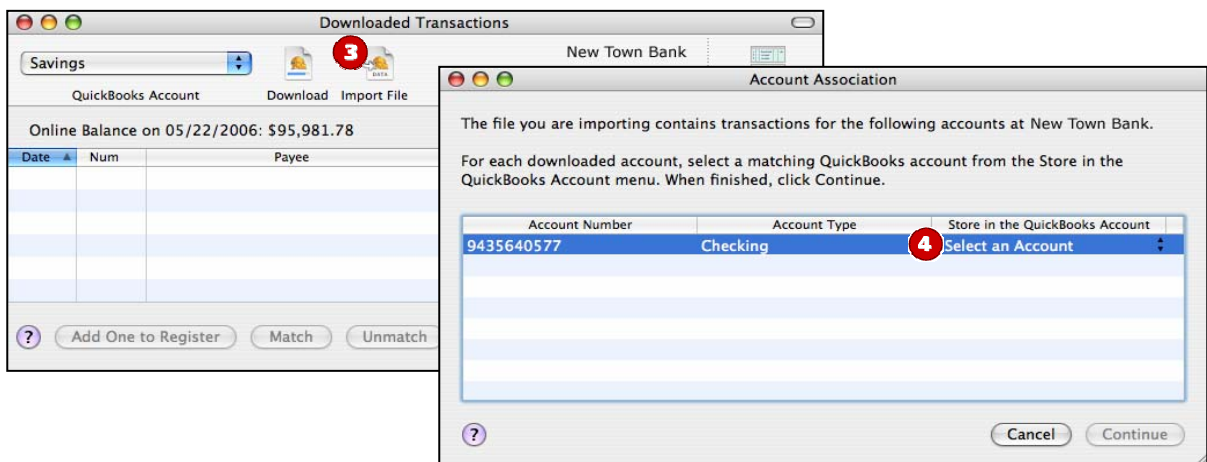 Downloaded Transactions
Savings
3
New Town Bank
DATA
QuickBooks Account
Download
Import File
Online Balance on 05/22/2006: $95,981.78
Date
Num
Payee
?
Add One to Register
Match
Unmatch
Account Association
The file you are importing contains transactions for the following accounts at New Town Bank.
For each downloaded account, select a matching QuickBooks account from the Store in the
QuickBooks Account menu. When finished, click Continue.
Account Number
Account Type
Store in the QuickBooks Account
9435640577
Checking
4
Select an Account
?
Cancel
Continue